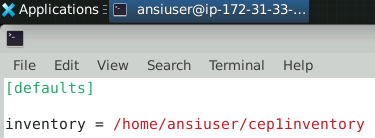 Applications
ansiuser@ip-172-31-33-...
File Edit View Search Terminal Help
[defaults]
inventory = /home/ansiuser/cep1inventory